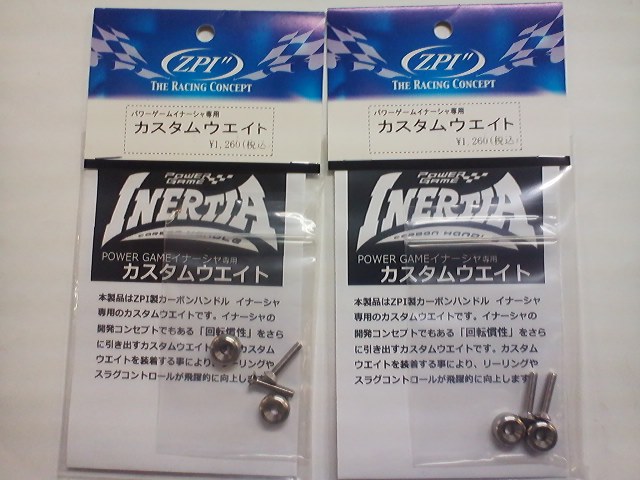 ZPI"
THE RACING CONCEPT
パワーゲームイナーシャ専用
カスタムウエイト
¥1,260(税込)
POWER GAME
INERTIA
CARBON HANDLE
POWER GAMEイナーシャ専用
カスタムウエイト
本製品はZPI製カーボンハンドル イナーシャ
専用のカスタムウエイトです。イナーシャの
開発コンセプトでもある「回転慣性」をさら
に引き出すカスタムウエイト カスタム
ウエイトを装着する事により、リーリングや
スラグコントロールが飛躍的に向上します
ZPI"
THE RACING CONCEPT
パワーゲームイナーシャ専用
カスタムウエイト
¥1,260(税込)
POWER GAME
INERTIA
CARBON HANDL
POWER GAMEイナーシャ専用
カスタムウエイト
本製品はZPI製カーボンハンドル イナーシャ
専用のカスタムウエイトです。イナーシャの
開発コンセプトでもある「回転慣性」をさら
に引き出すカスタムウエイトです。カスタム
ウエイトを装着する事により、リーリングや
スラグコントロールが飛躍的に向上します